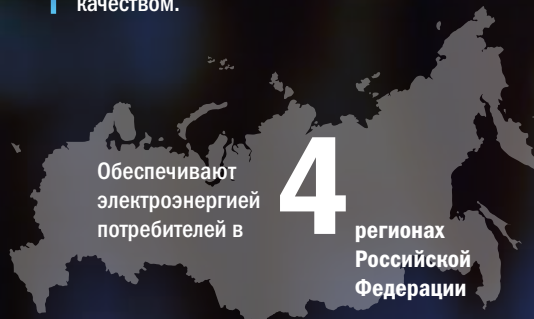 качеством.
Обеспечивают
электроэнергией
потребителей в
4
регионах
Российской
Федерации